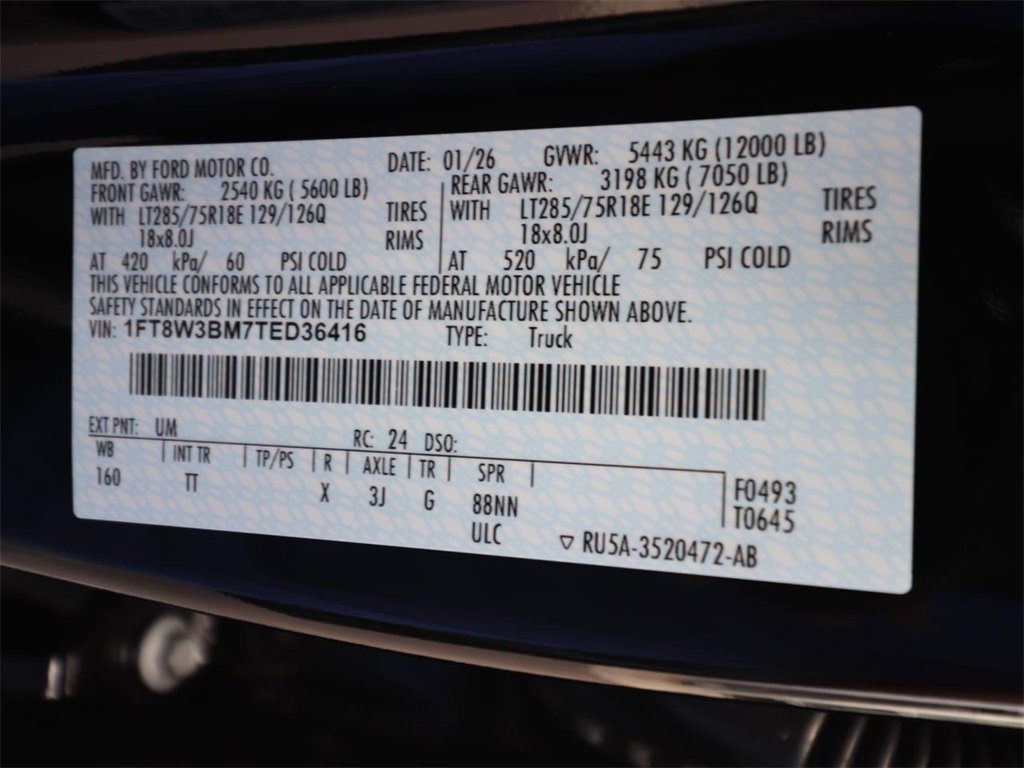 MFD. BY FORD MOTOR CO. DATE: 01/26 GVWR: 5443 KG (12000 LB)
FRONT GAWR: 2540 KG ( 5600 LB) REAR GAWR: 3198 KG ( 7050 LB)
WITH LT285/75R18E 129/126Q TIRES WITH LT285/75R18E 129/126Q TIRES
18x8.0J RIMS 18x8.0J RIMS
AT 420 kPa/ 60 PSI COLD AT 520 kPa/ 75 PSI COLD
THIS VEHICLE CONFORMS TO ALL APPLICABLE FEDERAL MOTOR VEHICLE
SAFETY STANDARDS IN EFFECT ON THE DATE OF MANUFACTURE SHOWN ABOVE.
VIN: 1FT8W3BM7TED36416 TYPE: Truck
EXT PNT: UM RC: 24 DSO:
WB INT TR TP/PS R AXLE TR SPR
160 TT X 3J G 88NN F0493
ULC T0645
▽ RU5A-3520472-AB